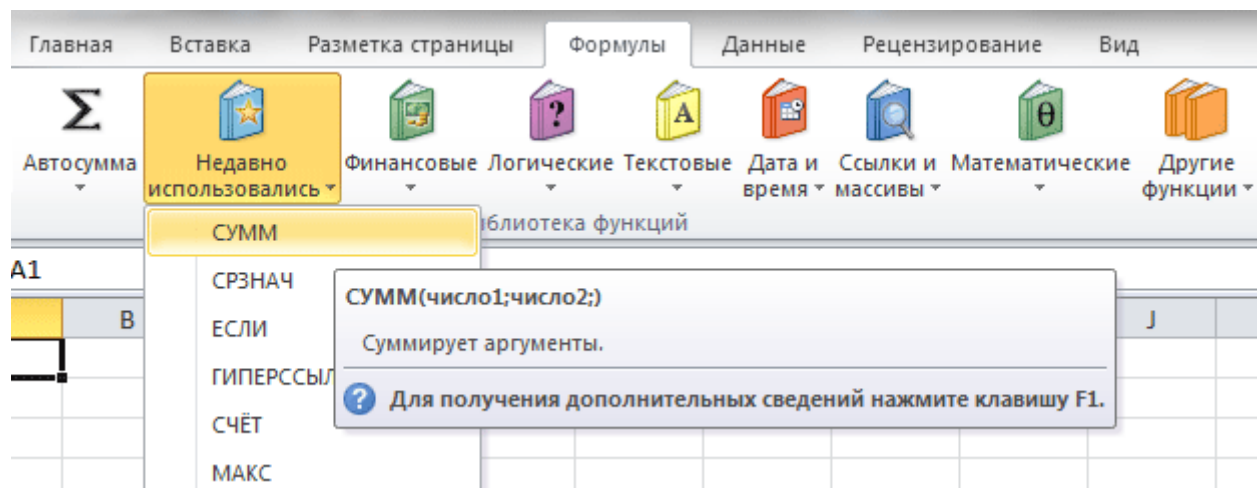 Главная Вставка Разметка страницы Формулы Данные Рецензирование Вид
Σ ? A θ
Автосумма Недавно использовались Финансовые Логические Текстовые Дата и время Ссылки и массивы Математические Другие функции
блиотека функций
A1
B J
СУММ
СРЗНАЧ
ЕСЛИ
ГИПЕРССЫЛ
СЧЁТ
МАКС
СУММ(число1;число2;)
Суммирует аргументы.
? Для получения дополнительных сведений нажмите клавишу F1.